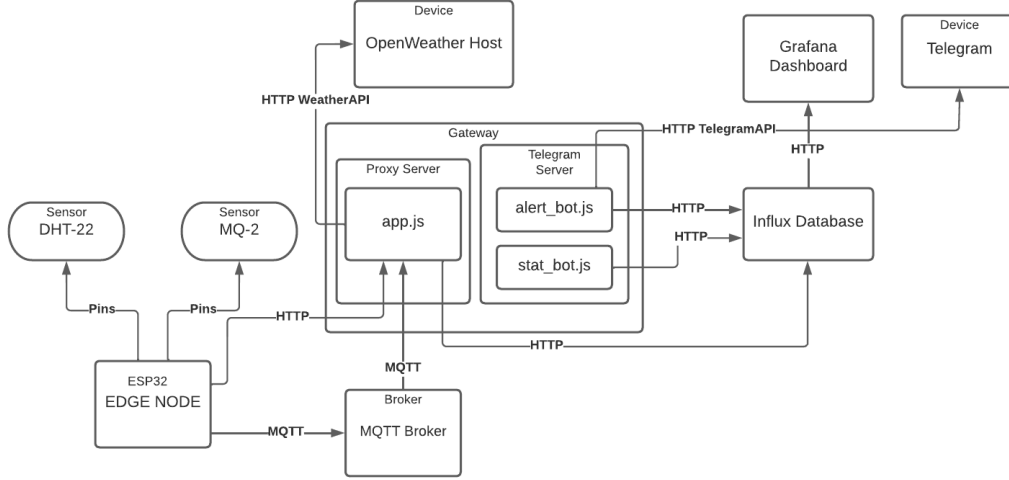 Device
OpenWeather Host
Grafana
Dashboard
Device
Telegram
HTTP WeatherAPI
Gateway
HTTP TelegramAPI
HTTP
Proxy Server
Telegram
Server
app.js
alert_bot.js
HTTP
Influx Database
stat_bot.js
HTTP
Sensor
DHT-22
Sensor
MQ-2
Pins
Pins
HTTP
HTTP
MQTT
ESP32
EDGE NODE
MQTT
Broker
MQTT Broker